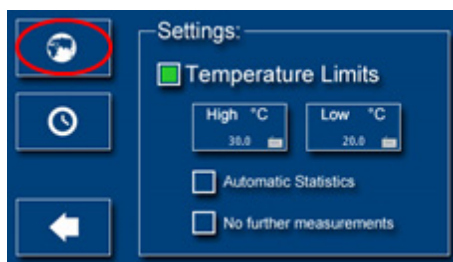 Settings:
Temperature Limits
High °C Low °C
30.0 20.0
Automatic Statistics
No further measurements